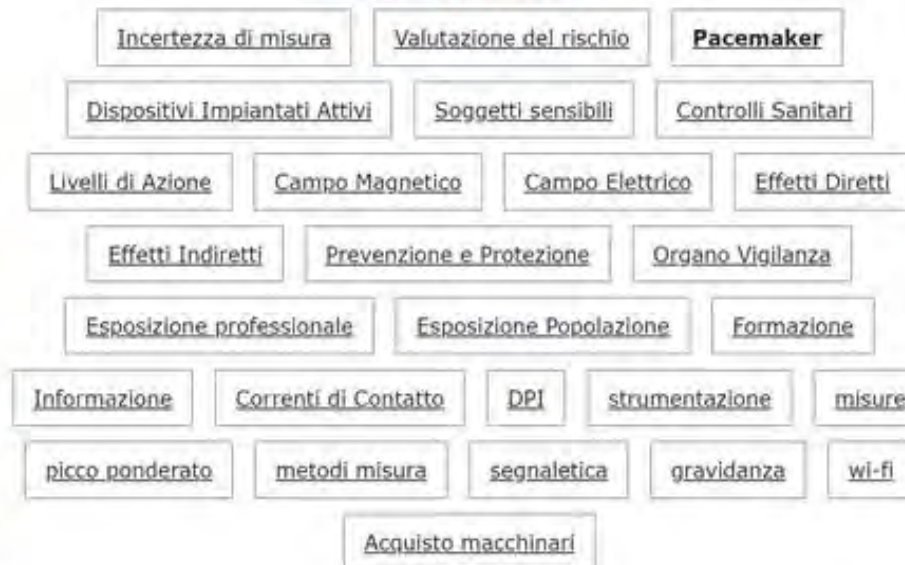 Incertezza di misura Valutazione del rischio Pacemaker
Dispositivi Impiantati Attivi Soggetti sensibili Controlli Sanitari
Livelli di Azione Campo Magnetico Campo Elettrico Effetti Diretti
Effetti Indiretti Prevenzione e Protezione Organo Vigilanza
Esposizione professionale Esposizione Popolazione Formazione
Informazione Correnti di Contatto DPI strumentazione misure
picco ponderato metodi misura segnaletica gravidanza wi-fi
Acquisto macchinari